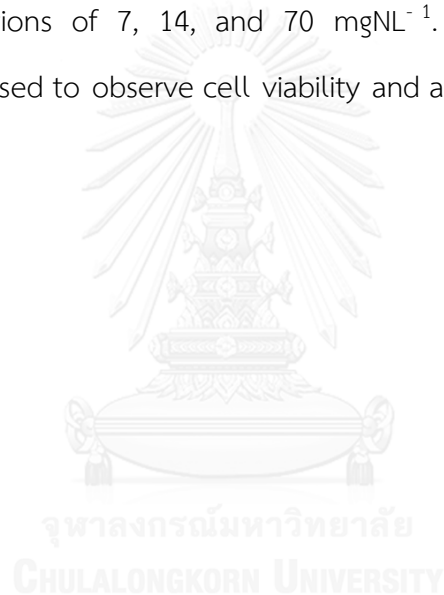 ions of 7, 14, and 70 mgNL⁻¹.
sed to observe cell viability and a
จุฬาลงกรณ์มหาวิทยาลัย
CHULALONGKORN UNIVERSITY